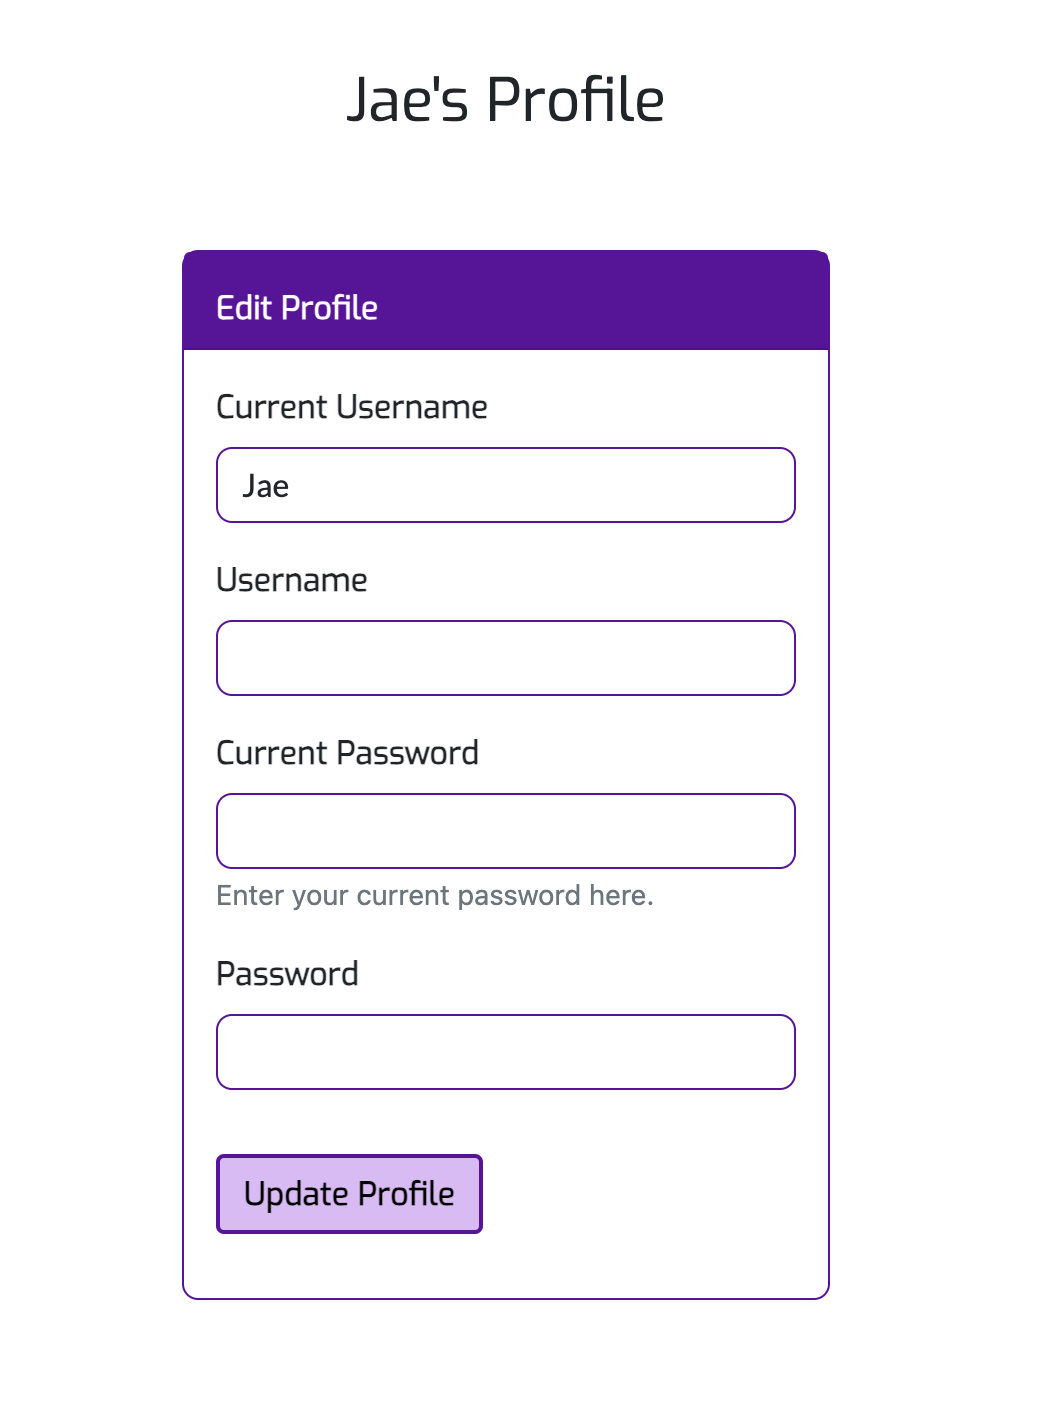 Jae's Profile
Edit Profile
Current Username
Jae
Username
Current Password
Enter your current password here.
Password
Update Profile